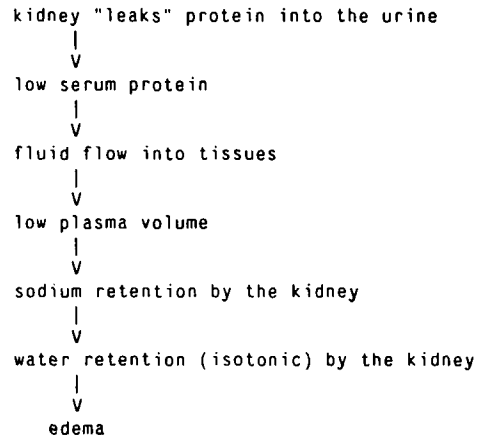 kidney "leaks" protein into the urine
|
V
low serum protein
|
V
fluid flow into tissues
|
V
low plasma volume
|
V
sodium retention by the kidney
|
V
water retention (isotonic) by the kidney
|
V
edema